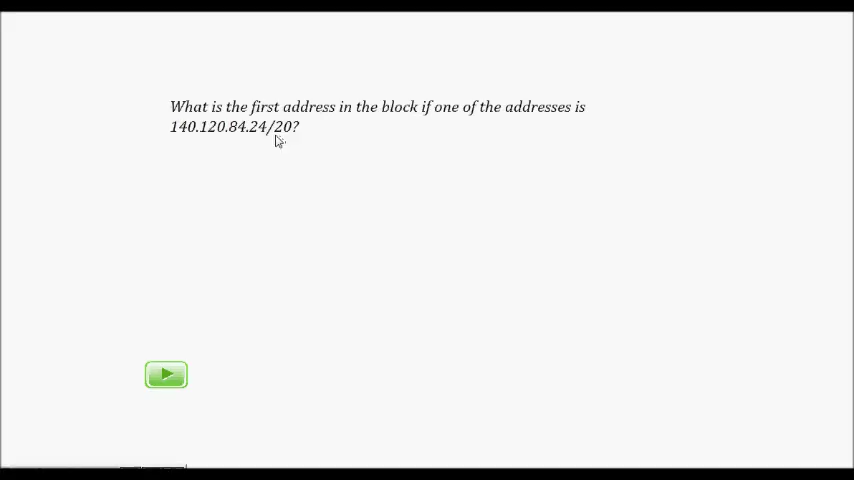 What is the first address in the block if one of the addresses is
140.120.84.24/20?